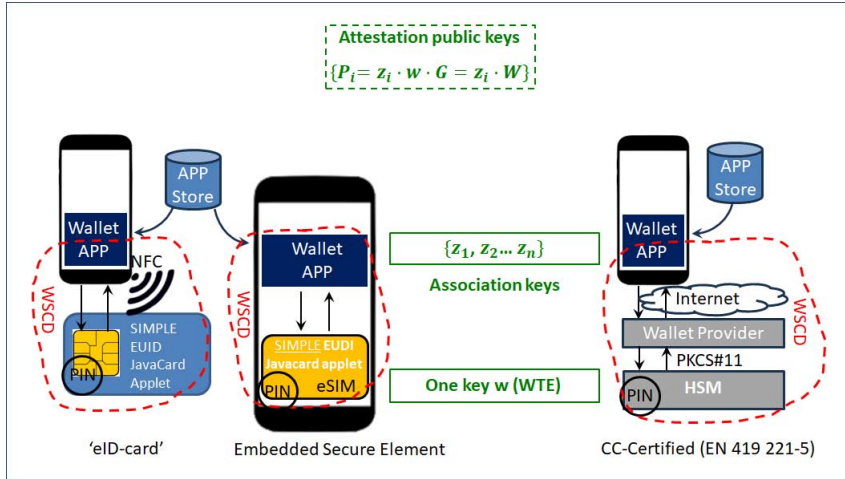 Attestation public keys
{Pᵢ= zᵢ · w · G = zᵢ · W}
APP
Store
Wallet
APP
NFC
WSCD
SIMPLE
EUID
JavaCard
Applet
PIN
'eID-card'
Wallet
APP
WSCD
SIMPLE EUDI
Javacard applet
eSIM
PIN
Embedded Secure Element
{z₁, z₂… zₙ}
Association keys
One key w (WTE)
APP
Store
Wallet
APP
Internet
WSCD
Wallet Provider
PKCS#11
HSM
PIN
CC-Certified (EN 419 221-5)